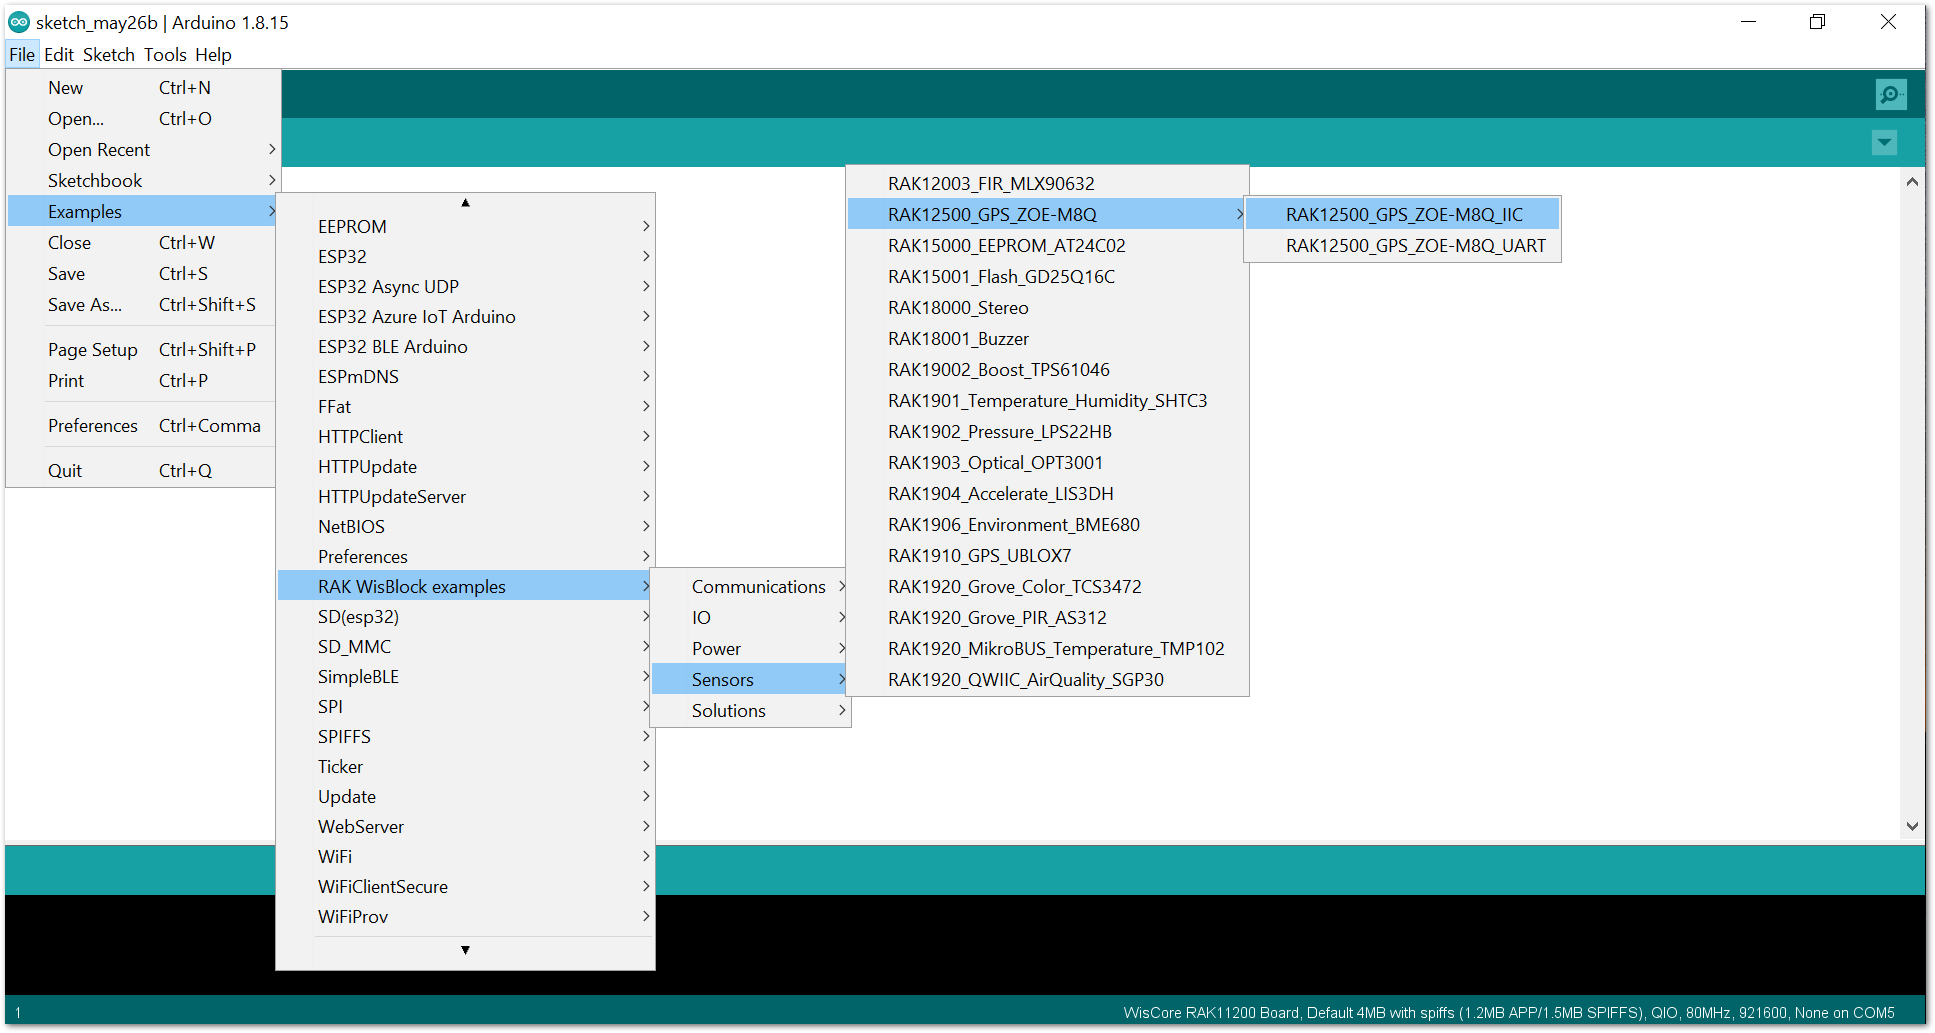 sketch_may26b | Arduino 1.8.15
File Edit Sketch Tools Help
New Ctrl+N
Open... Ctrl+O
Open Recent
Sketchbook
Examples
Close Ctrl+W
Save Ctrl+S
Save As... Ctrl+Shift+S
Page Setup Ctrl+Shift+P
Print Ctrl+P
Preferences Ctrl+Comma
Quit Ctrl+Q
EEPROM
ESP32
ESP32 Async UDP
ESP32 Azure IoT Arduino
ESP32 BLE Arduino
ESPmDNS
FFat
HTTPClient
HTTPUpdate
HTTPUpdateServer
NetBIOS
Preferences
RAK WisBlock examples
SD(esp32)
SD_MMC
SimpleBLE
SPI
SPIFFS
Ticker
Update
WebServer
WiFi
WiFiClientSecure
WiFiProv
Communications
IO
Power
Sensors
Solutions
RAK12003_FIR_MLX90632
RAK12500_GPS_ZOE-M8Q
RAK15000_EEPROM_AT24C02
RAK15001_Flash_GD25Q16C
RAK18000_Stereo
RAK18001_Buzzer
RAK19002_Boost_TPS61046
RAK1901_Temperature_Humidity_SHTC3
RAK1902_Pressure_LPS22HB
RAK1903_Optical_OPT3001
RAK1904_Accelerate_LIS3DH
RAK1906_Environment_BME680
RAK1910_GPS_UBLOX7
RAK1920_Grove_Color_TCS3472
RAK1920_Grove_PIR_AS312
RAK1920_MikroBUS_Temperature_TMP102
RAK1920_QWIIC_AirQuality_SGP30
RAK12500_GPS_ZOE-M8Q_IIC
RAK12500_GPS_ZOE-M8Q_UART
1
WisCore RAK11200 Board, Default 4MB with spiffs (1.2MB APP/1.5MB SPIFFS), QIO, 80MHz, 921600, None on COM5